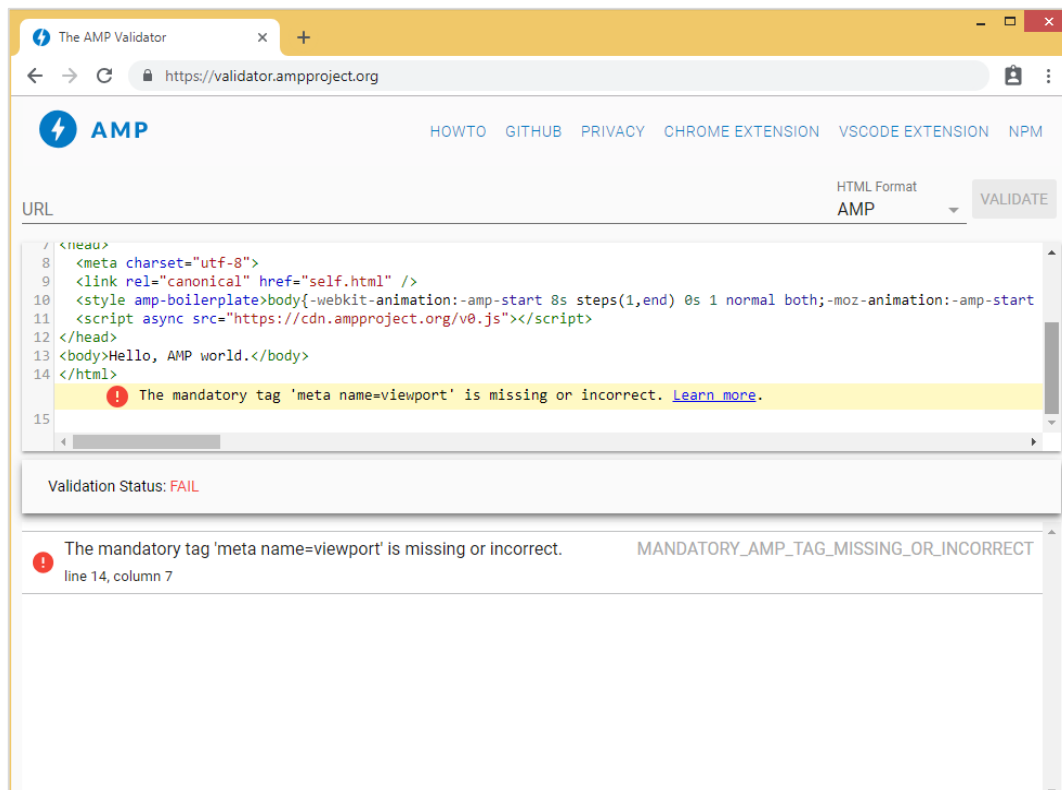 The AMP Validator
https://validator.ampproject.org
AMP HOWTO GITHUB PRIVACY CHROME EXTENSION VSCODE EXTENSION NPM
HTML Format
URL AMP VALIDATE
7 <head>
8 <meta charset="utf-8">
9 <link rel="canonical" href="self.html" />
10 <style amp-boilerplate>body{-webkit-animation:-amp-start 8s steps(1,end) 0s 1 normal both;-moz-animation:-amp-start
11 <script async src="https://cdn.ampproject.org/v0.js"></script>
12 </head>
13 <body>Hello, AMP world.</body>
14 </html>
The mandatory tag 'meta name=viewport' is missing or incorrect. Learn more.
15
Validation Status: FAIL
The mandatory tag 'meta name=viewport' is missing or incorrect. MANDATORY_AMP_TAG_MISSING_OR_INCORRECT
line 14, column 7